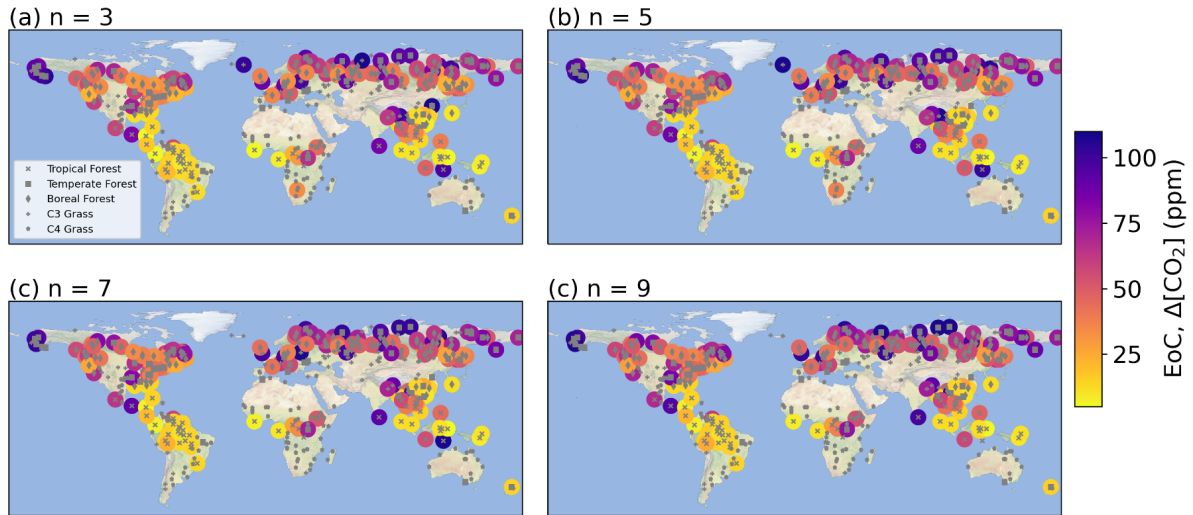 (a) n = 3
(b) n = 5
Tropical Forest
Temperate Forest
Boreal Forest
C3 Grass
C4 Grass
(c) n = 7
(c) n = 9
100
75
50
25
EoC, Δ[CO₂] (ppm)